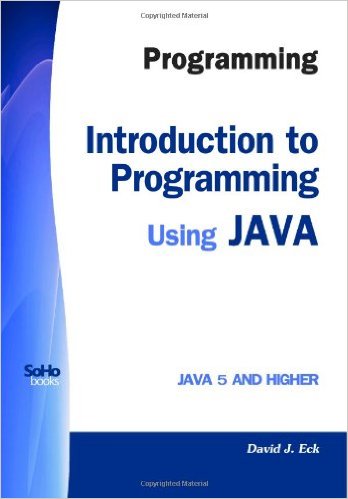 Copyrighted Material
Programming
Introduction to
Programming
Using JAVA
SoHo
books
JAVA 5 AND HIGHER
David J. Eck
Copyrighted Material